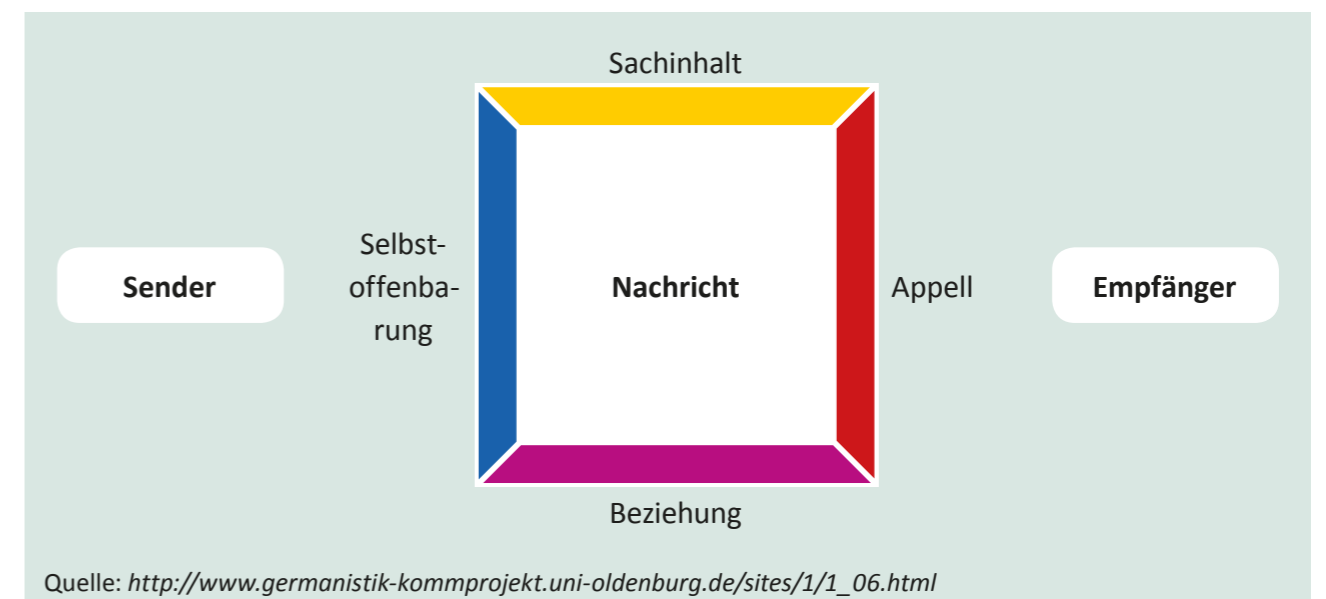 Sachinhalt
Sender
Selbst-
offenba-
rung
Nachricht
Appell
Empfänger
Beziehung
Quelle: http://www.germanistik-kommprojekt.uni-oldenburg.de/sites/1/1_06.html